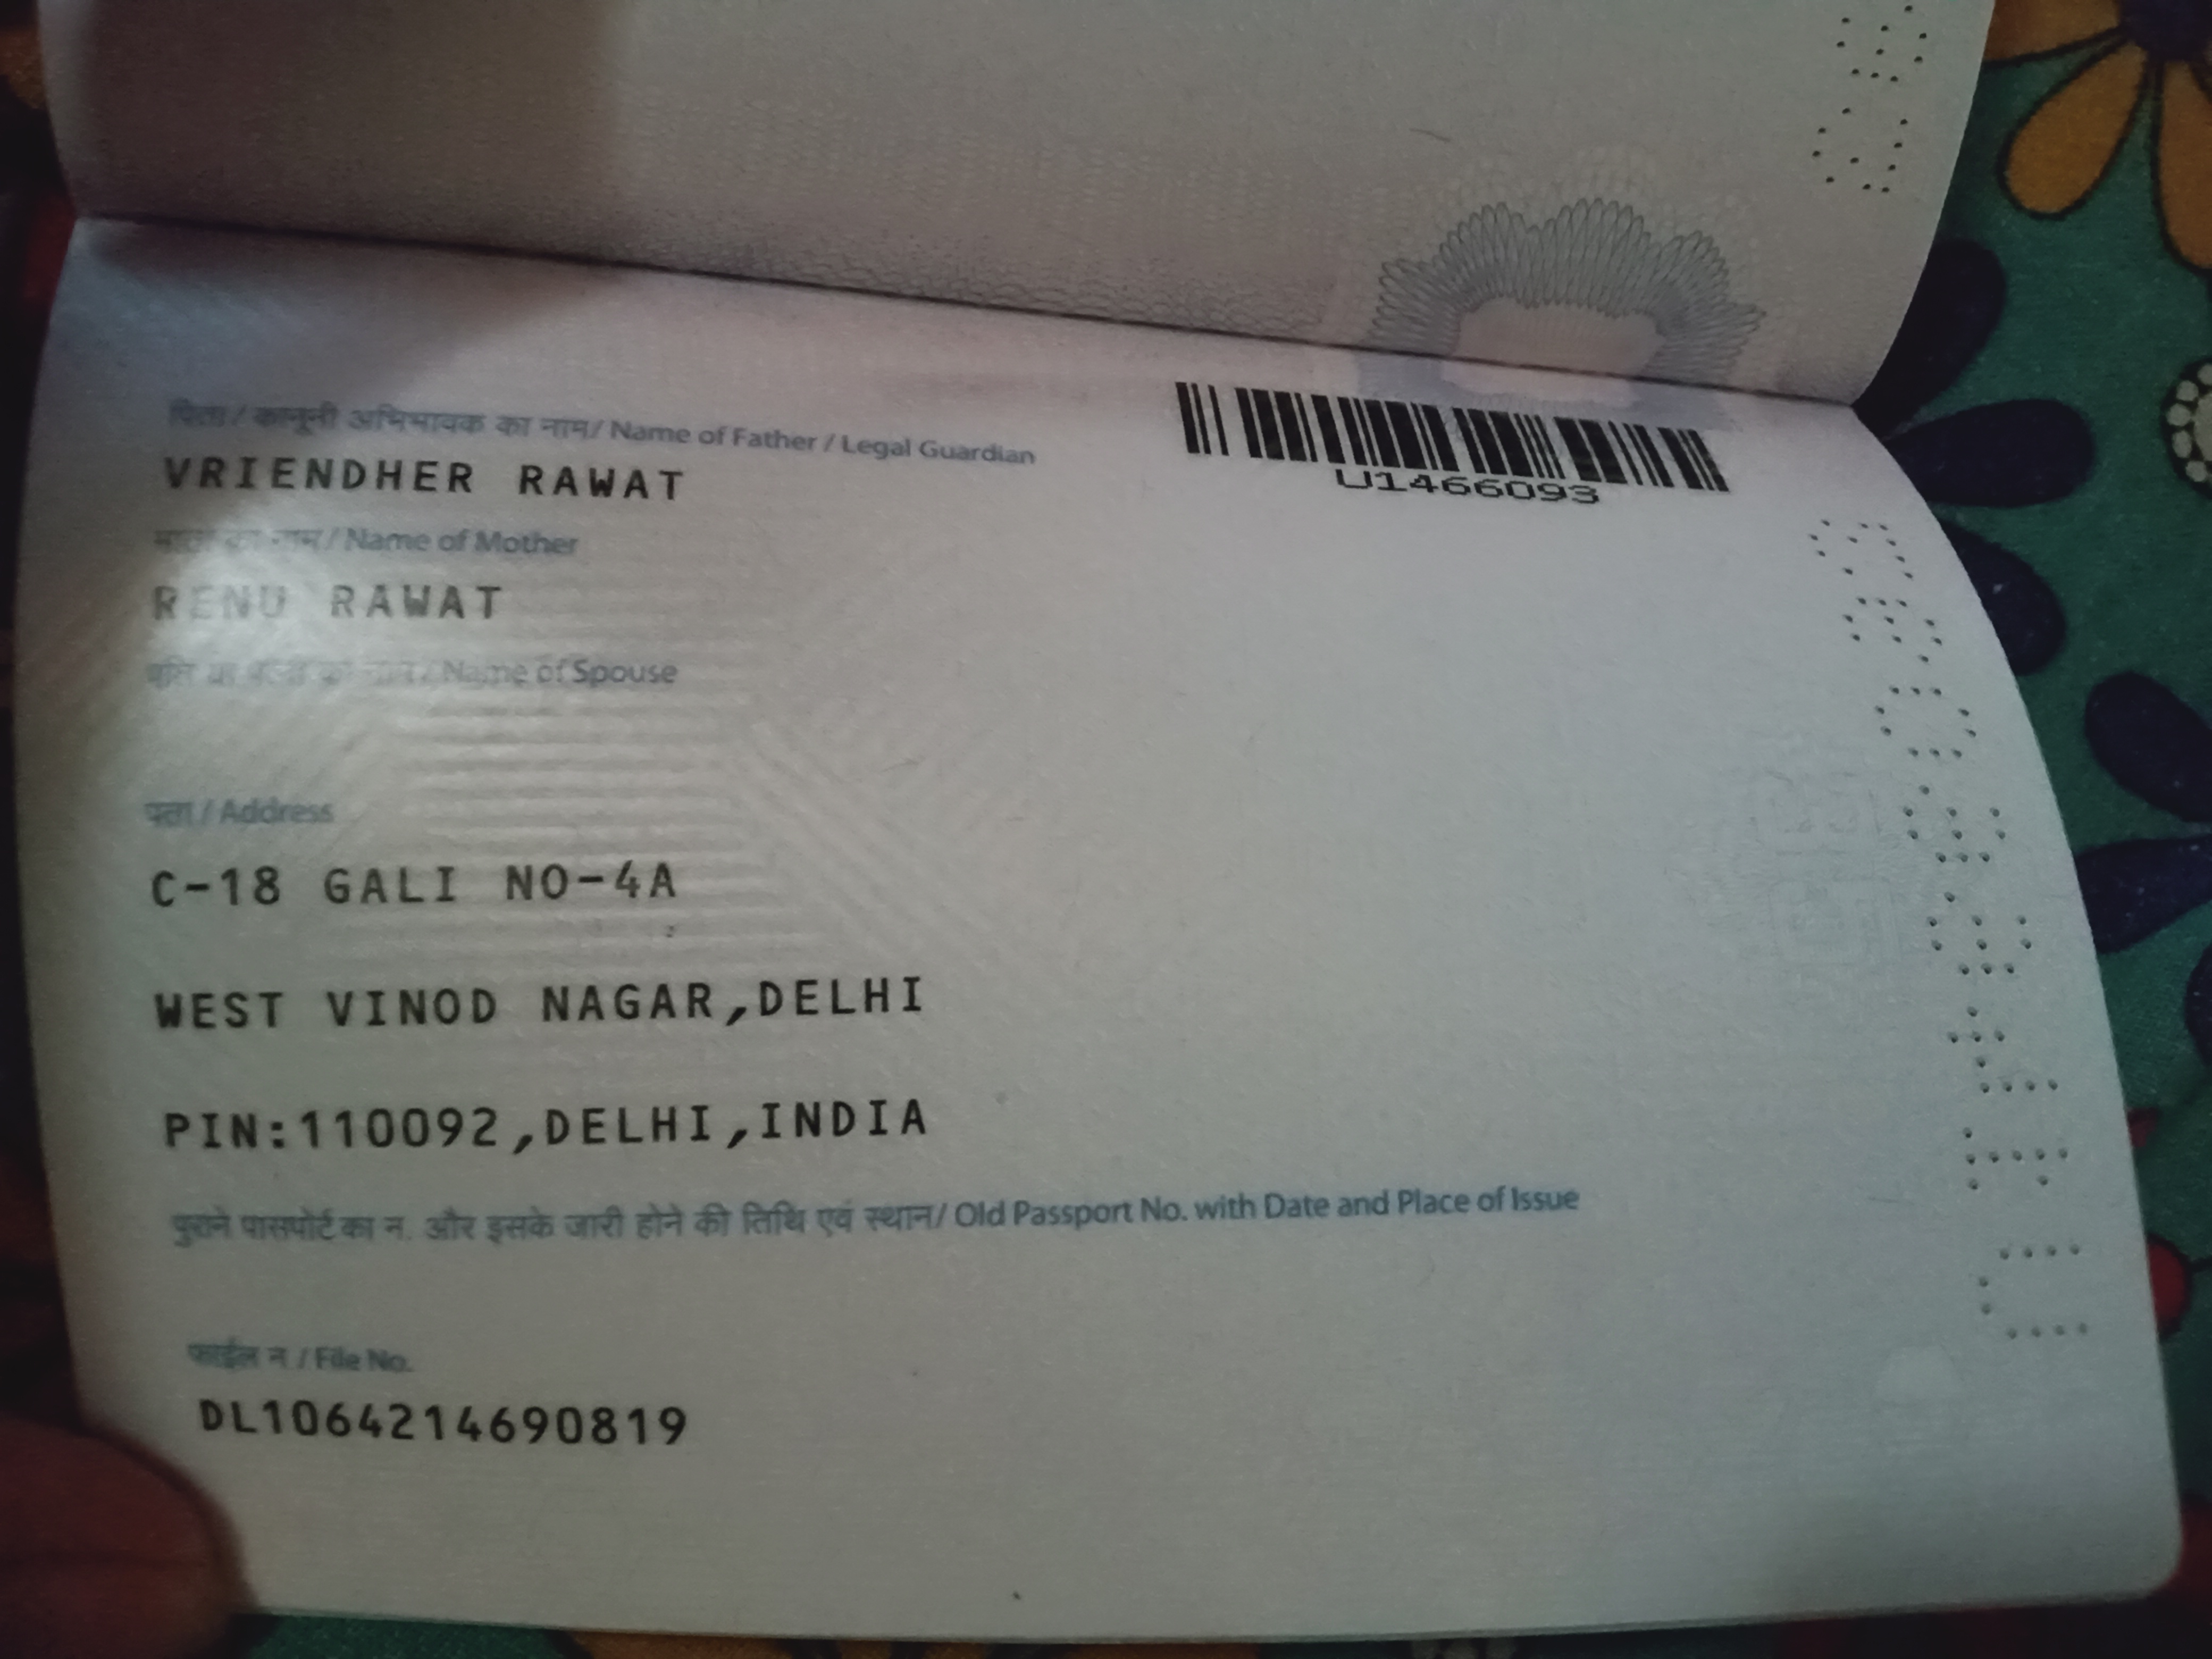 पिता / कानूनी अभिभावक का नाम/ Name of Father / Legal Guardian
VRIENDHER RAWAT
U1466093
माता का नाम / Name of Mother
RENU RAWAT
पति या पत्नी का नाम / Name of Spouse
पता / Address
C-18 GALI NO-4A
WEST VINOD NAGAR,DELHI
PIN:110092,DELHI,INDIA
पुराने पासपोर्ट का न. और इसके जारी होने की तिथि एवं स्थान/ Old Passport No. with Date and Place of Issue
फाईल न / File No.
DL1064214690819
U1466093